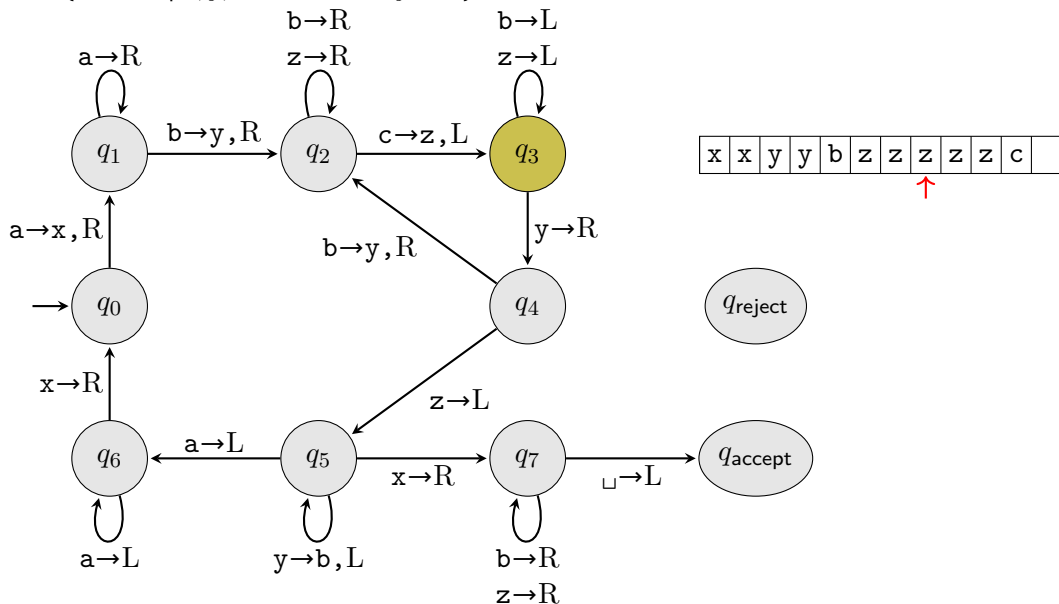 b→R
z→R
b→L
z→L
a→R
q1
b→y,R
q2
c→z,L
q3
x x y y b z z z z z c
↑
a→x,R
b→y,R
y→R
q0
q4
qreject
x→R
z→L
q6
a→L
q5
x→R
q7
␣→L
qaccept
a→L
y→b,L
b→R
z→R